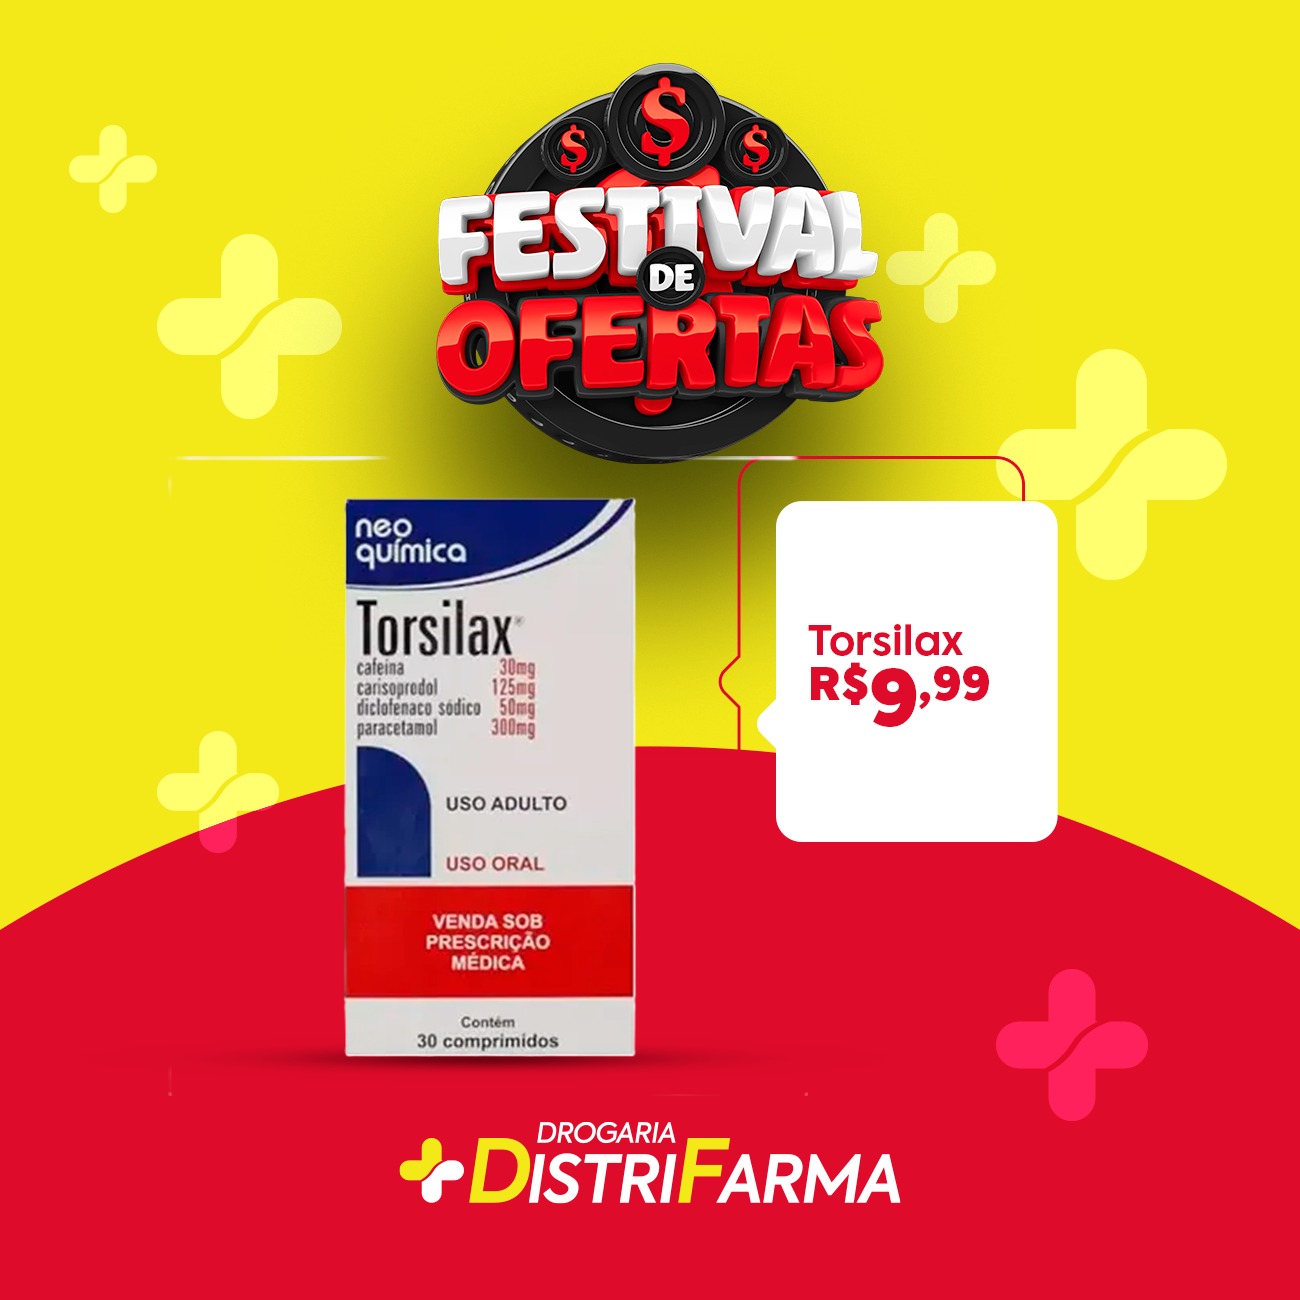 FESTIVAL
DE
OFERTAS
neo
química
Torsilax®
cafeína 30mg
carisoprodol 125mg
diclofenaco sódico 50mg
paracetamol 300mg
USO ADULTO
USO ORAL
VENDA SOB
PRESCRIÇÃO
MÉDICA
Contém
30 comprimidos
Torsilax
R$9,99
DROGARIA
DISTRIFARMA